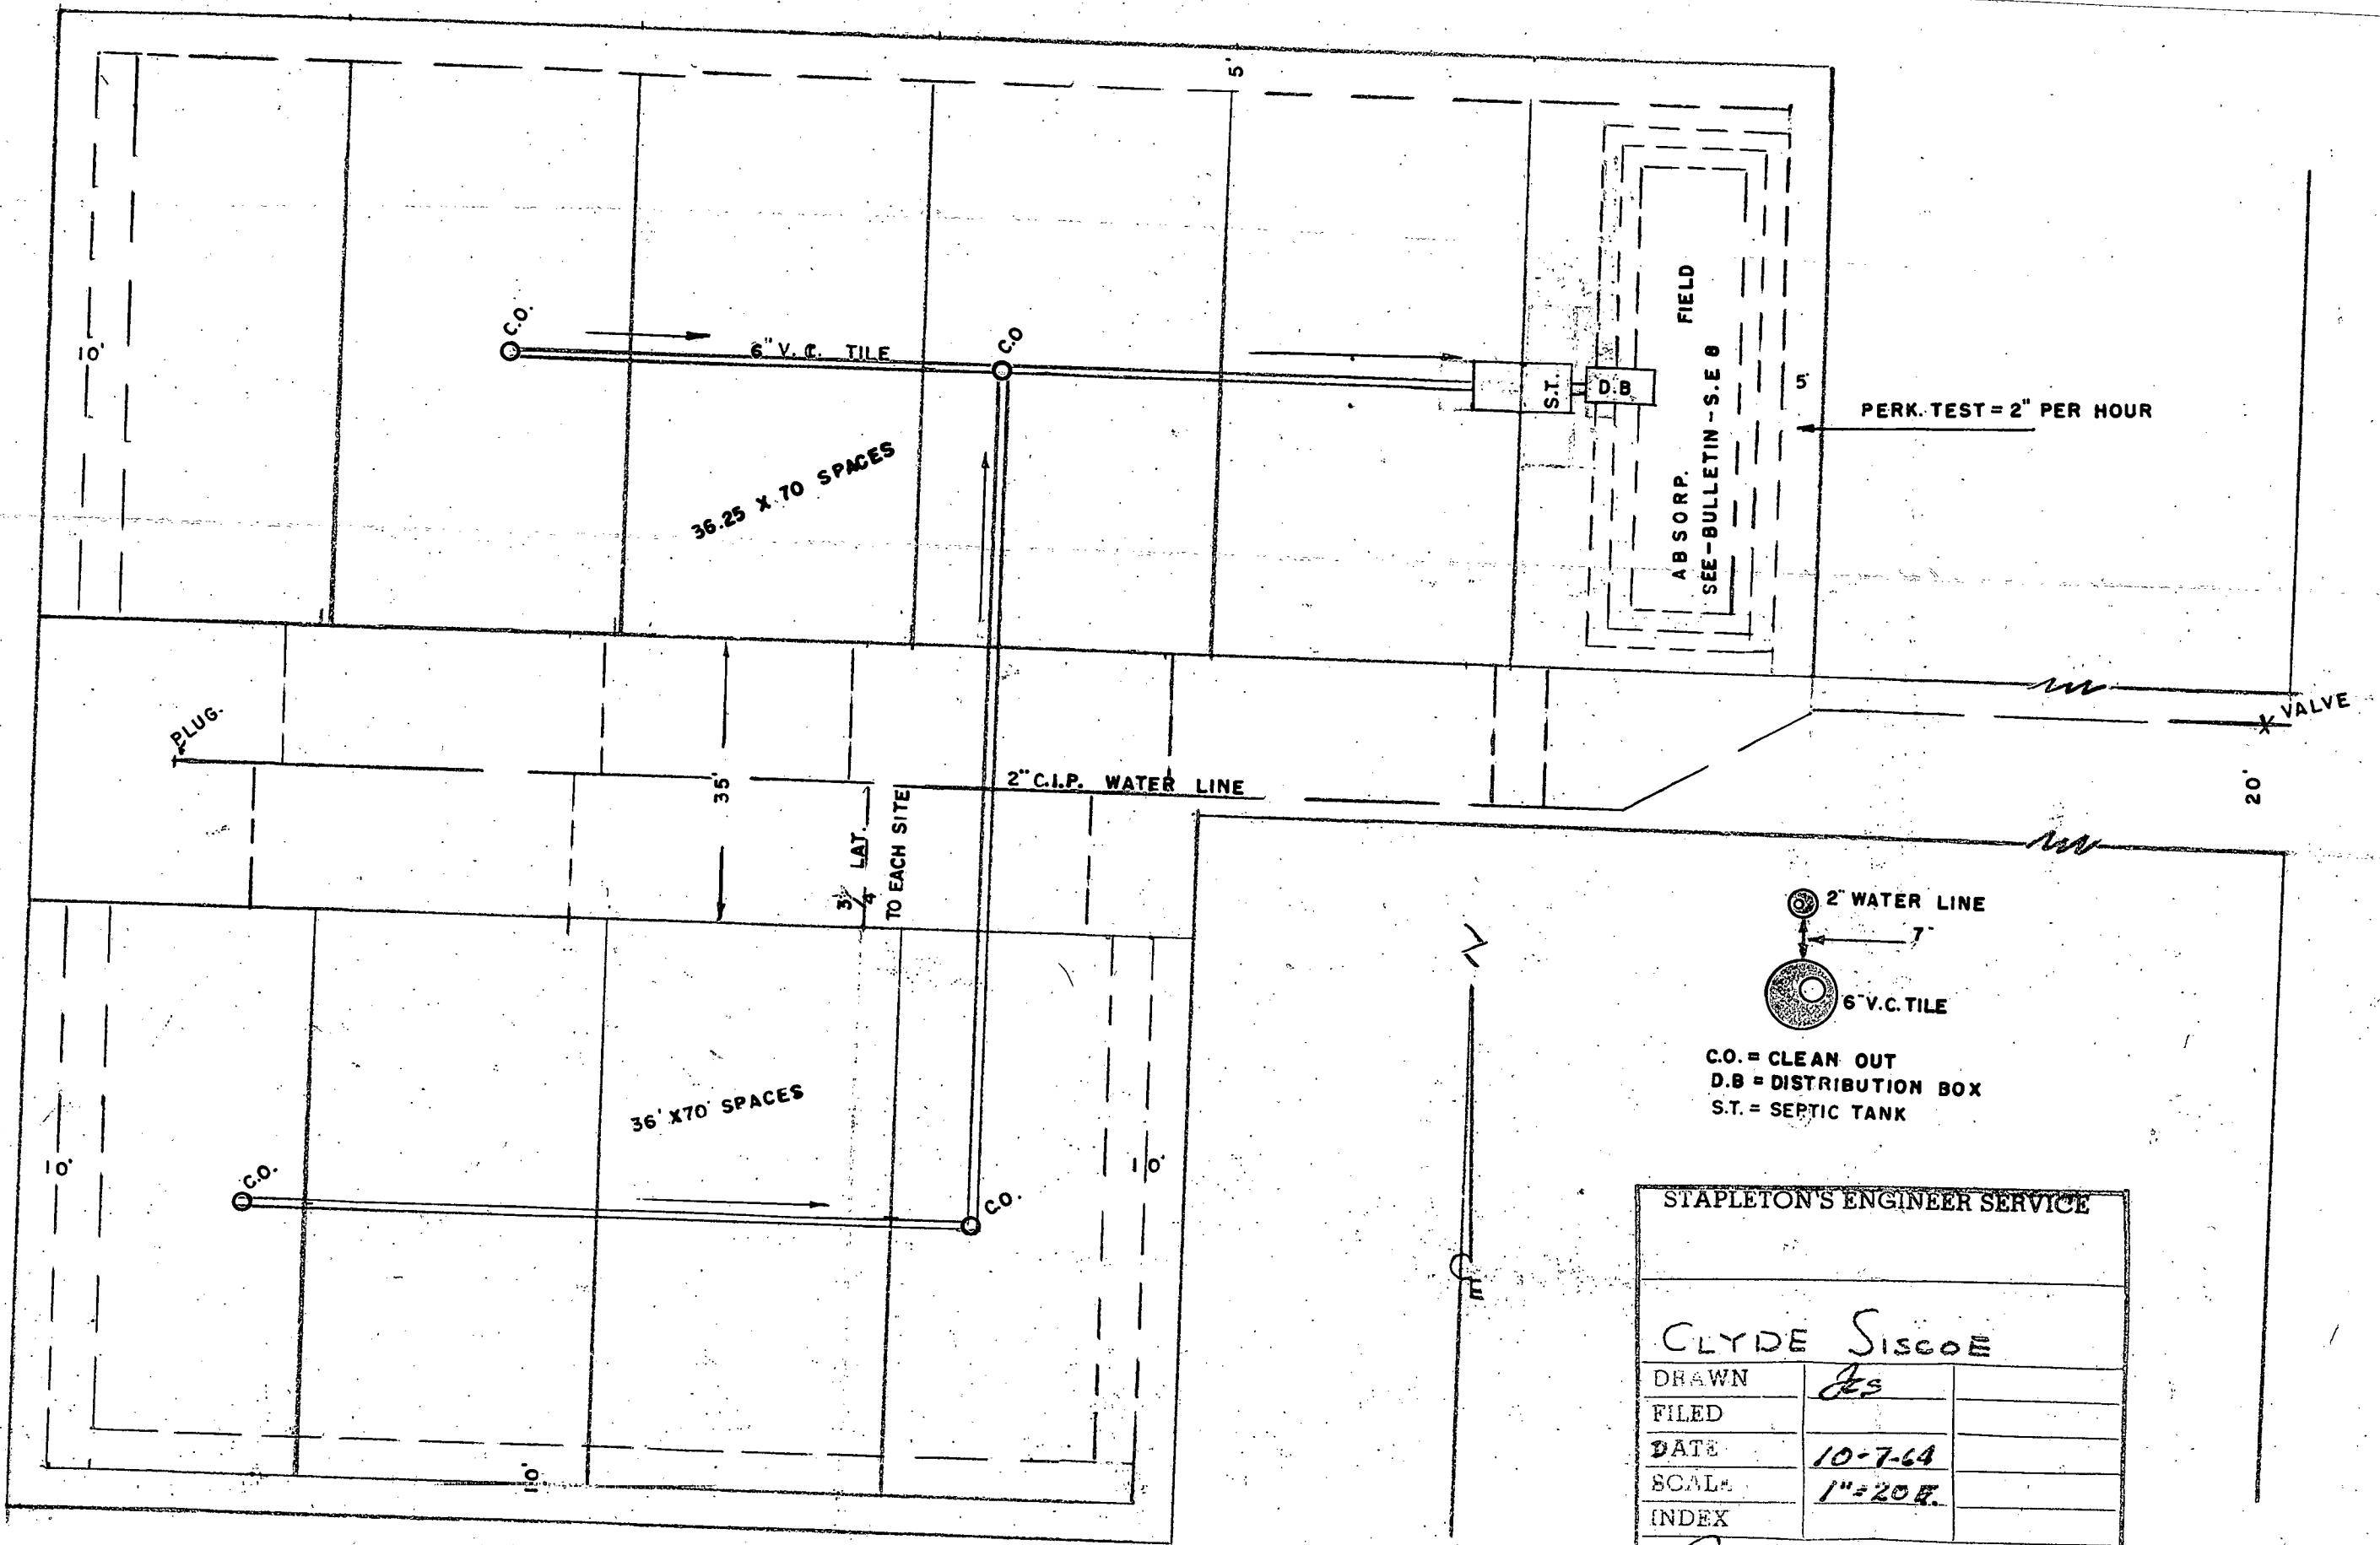 5'
10'
C.O.
6" V.C. TILE
C.O
S.T.
D.B
FIELD
ABSORP.
SEE-BULLETIN-S.E 8
5'
PERK. TEST = 2" PER HOUR
36.25 X 70 SPACES
PLUG.
35'
2" C.I.P. WATER LINE
3/4" LAT.
TO EACH SITE
VALVE
20'
2" WATER LINE
7"
6" V.C. TILE
C.O. = CLEAN OUT
D.B = DISTRIBUTION BOX
S.T. = SEPTIC TANK
N
36' X 70' SPACES
10'
C.O.
C.O.
10'
10'
STAPLETON'S ENGINEER SERVICE
CLYDE SISCOE
DRAWN Jes
FILED
DATE 10-7-64
SCALE 1"=20 ft.
INDEX